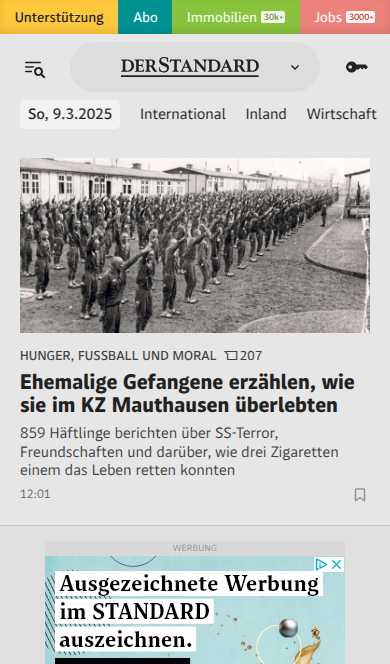 Unterstützung Abo Immobilien 30k+ Jobs 3000+
DERSTANDARD
So, 9.3.2025 International Inland Wirtschaft
HUNGER, FUSSBALL UND MORAL 207
Ehemalige Gefangene erzählen, wie
sie im KZ Mauthausen überlebten
859 Häftlinge berichten über SS-Terror,
Freundschaften und darüber, wie drei Zigaretten
einem das Leben retten konnten
12:01
WERBUNG
Ausgezeichnete Werbung
im STANDARD
auszeichnen.